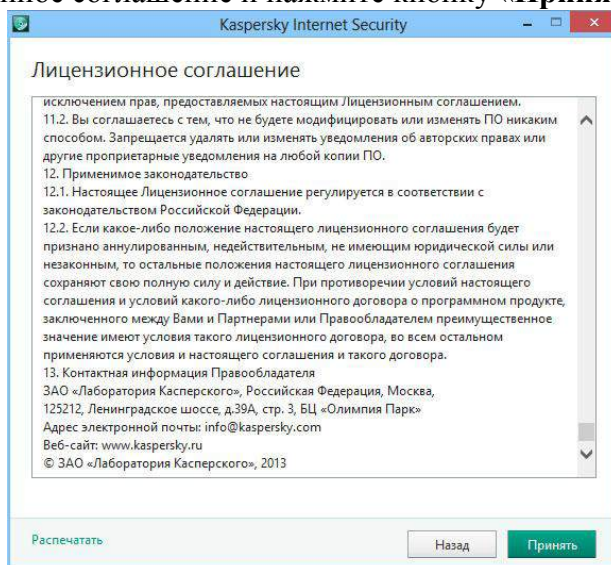 нное соглашение и нажмите кнопку «Приня
Kaspersky Internet Security
Лицензионное соглашение
исключением прав, предоставляемых настоящим Лицензионным соглашением.
11.2. Вы соглашаетесь с тем, что не будете модифицировать или изменять ПО никаким
способом. Запрещается удалять или изменять уведомления об авторских правах или
другие проприетарные уведомления на любой копии ПО.
12. Применимое законодательство
12.1. Настоящее Лицензионное соглашение регулируется в соответствии с
законодательством Российской Федерации.
12.2. Если какое-либо положение настоящего лицензионного соглашения будет
признано аннулированным, недействительным, не имеющим юридической силы или
незаконным, то остальные положения настоящего лицензионного соглашения
сохраняют свою полную силу и действие. При противоречии условий настоящего
соглашения и условий какого-либо лицензионного договора о программном продукте,
заключенного между Вами и Партнерами или Правообладателем преимущественное
значение имеют условия такого лицензионного договора, во всем остальном
применяются условия и настоящего соглашения и такого договора.
13. Контактная информация Правообладателя
ЗАО «Лаборатория Касперского», Российская Федерация, Москва,
125212, Ленинградское шоссе, д.39А, стр. 3, БЦ «Олимпия Парк»
Адрес электронной почты: info@kaspersky.com
Веб-сайт: www.kaspersky.ru
© ЗАО «Лаборатория Касперского», 2013
Распечатать
Назад
Принять